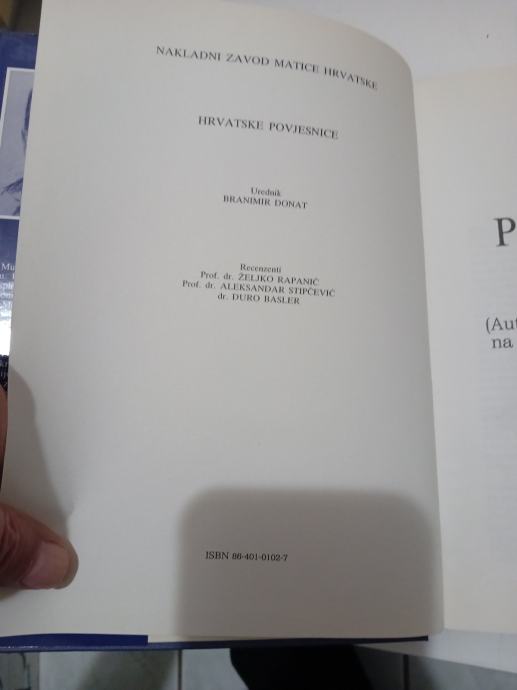 NAKLADNI ZAVOD MATICE HRVATSKE
HRVATSKE POVJESNICE
Urednik
BRANIMIR DONAT
Recenzenti
Prof. dr. ŽELJKO RAPANIĆ
Prof. dr. ALEKSANDAR STIPČEVIĆ
dr. ĐURO BASLER
ISBN 86-401-0102-7
P
(Aut
na